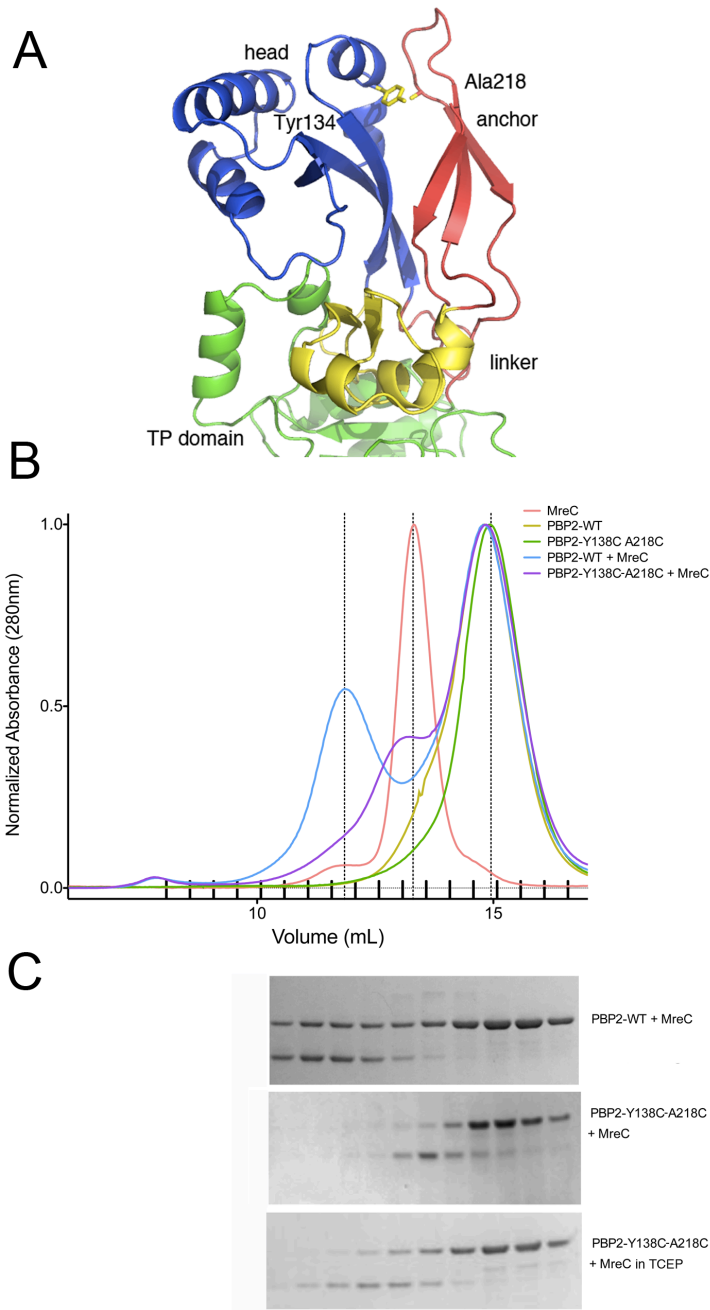 A
head
Ala218
Tyr134
anchor
linker
TP domain
B
MreC
PBP2-WT
PBP2-Y138C A218C
PBP2-WT + MreC
PBP2-Y138C-A218C + MreC
1.0
0.5
0.0
Normalized Absorbance (280nm)
10
15
Volume (mL)
C
PBP2-WT + MreC
PBP2-Y138C-A218C
+ MreC
PBP2-Y138C-A218C
+ MreC in TCEP